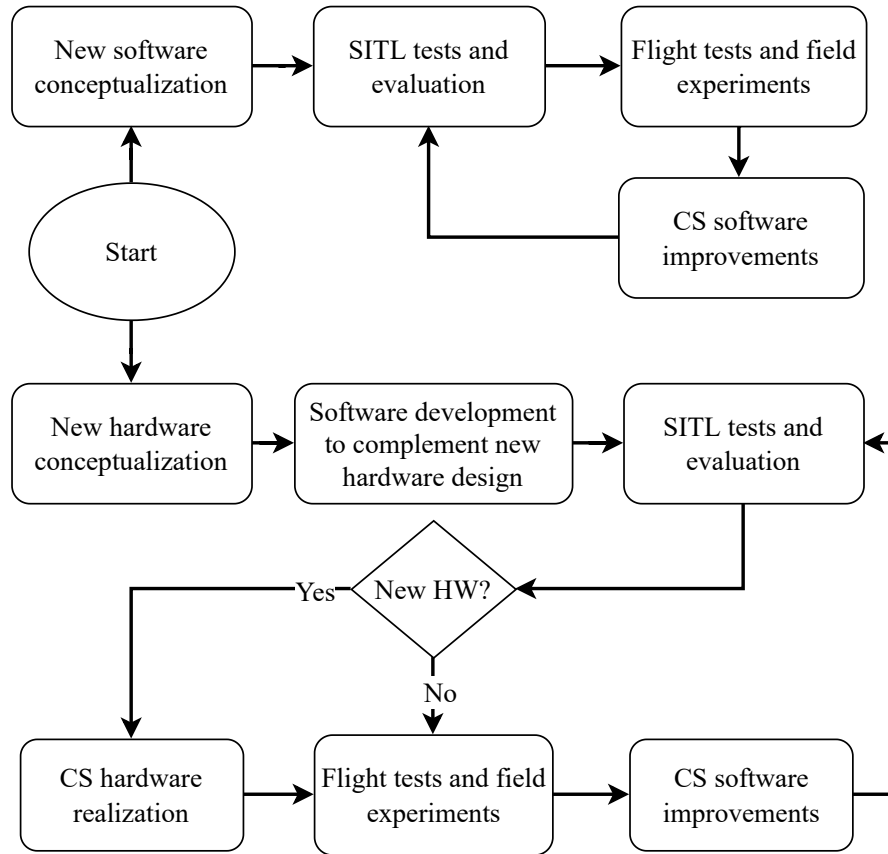 New software
conceptualization
SITL tests and
evaluation
Flight tests and field
experiments
CS software
improvements
Start
New hardware
conceptualization
Software development
to complement new
hardware design
SITL tests and
evaluation
New HW?
Yes
No
CS hardware
realization
Flight tests and field
experiments
CS software
improvements